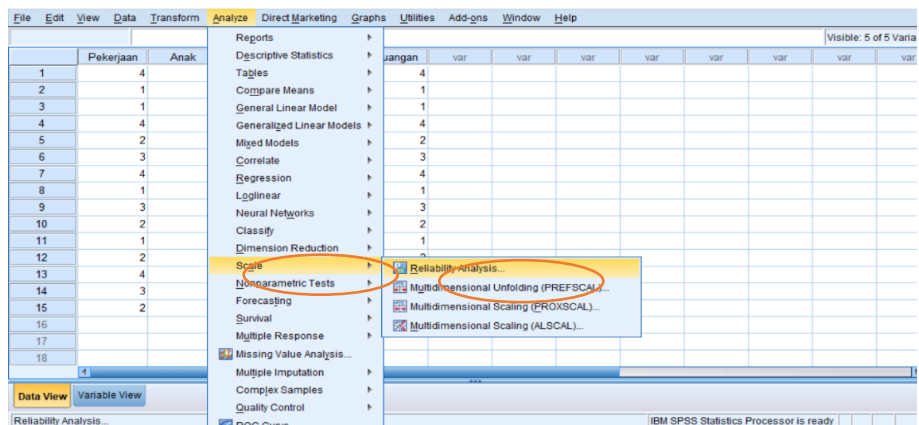 File Edit View Data Transform Analyze Direct Marketing Graphs Utilities Add-ons Window Help
Visible: 5 of 5 Varia
Pekerjaan Anak uangan var var var var var var var var
1 4 4
2 1 1
3 1 1
4 4 4
5 2 2
6 3 3
7 4 4
8 1 1
9 3 3
10 2 2
11 1 1
12 2
13 4
14 3
15 2
16
17
18
Reports
Descriptive Statistics
Tables
Compare Means
General Linear Model
Generalized Linear Models
Mixed Models
Correlate
Regression
Loglinear
Neural Networks
Classify
Dimension Reduction
Scale
Nonparametric Tests
Forecasting
Survival
Multiple Response
Missing Value Analysis...
Multiple Imputation
Complex Samples
Quality Control
Reliability Analysis...
Multidimensional Unfolding (PREFSCAL)...
Multidimensional Scaling (PROXSCAL)...
Multidimensional Scaling (ALSCAL)...
Data View Variable View
Reliability Analysis... IBM SPSS Statistics Processor is ready